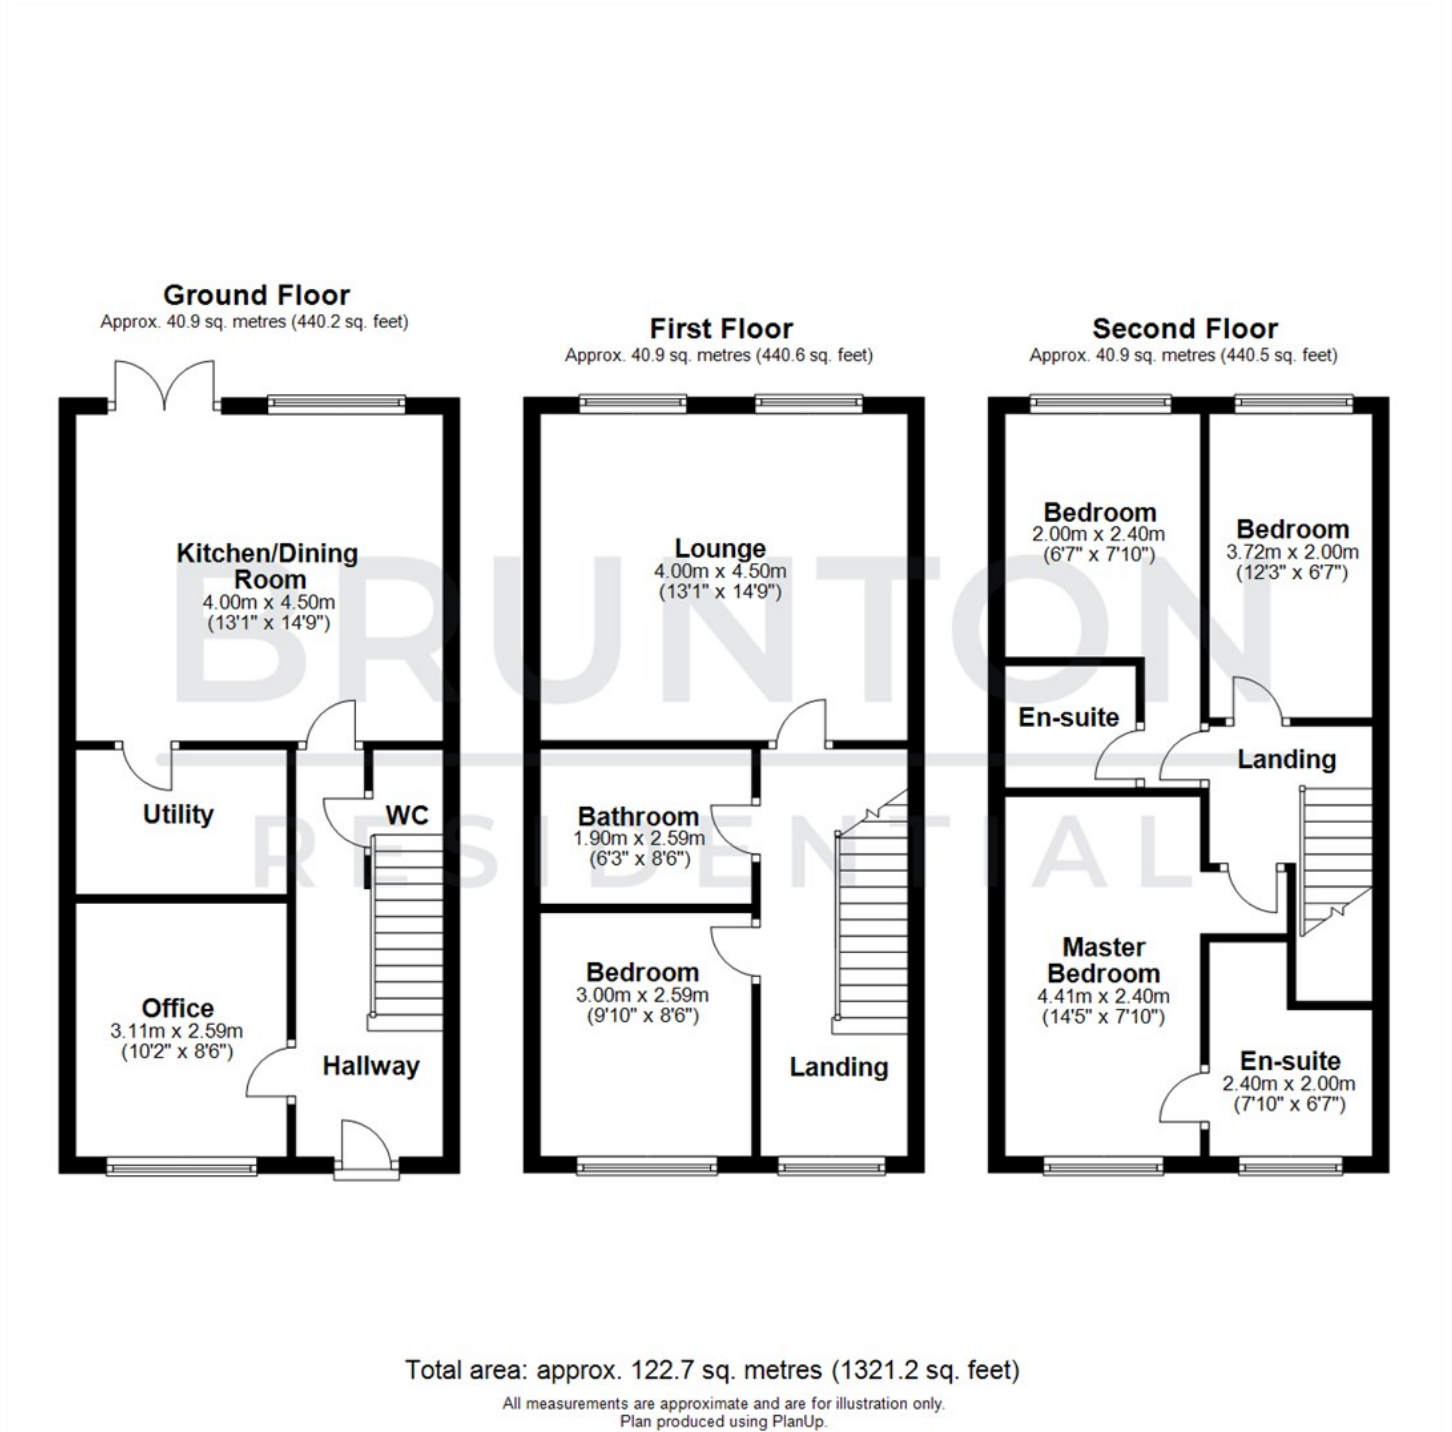 Ground Floor
Approx. 40.9 sq. metres (440.2 sq. feet)
Kitchen/Dining
Room
4.00m x 4.50m
(13'1" x 14'9")
Utility
WC
Office
3.11m x 2.59m
(10'2" x 8'6")
Hallway
First Floor
Approx. 40.9 sq. metres (440.6 sq. feet)
Lounge
4.00m x 4.50m
(13'1" x 14'9")
Bathroom
1.90m x 2.59m
(6'3" x 8'6")
Bedroom
3.00m x 2.59m
(9'10" x 8'6")
Landing
Second Floor
Approx. 40.9 sq. metres (440.5 sq. feet)
Bedroom
2.00m x 2.40m
(6'7" x 7'10")
Bedroom
3.72m x 2.00m
(12'3" x 6'7")
En-suite
Landing
Master
Bedroom
4.41m x 2.40m
(14'5" x 7'10")
En-suite
2.40m x 2.00m
(7'10" x 6'7")
BRUNTON
RESIDENTIAL
Total area: approx. 122.7 sq. metres (1321.2 sq. feet)
All measurements are approximate and are for illustration only.
Plan produced using PlanUp.